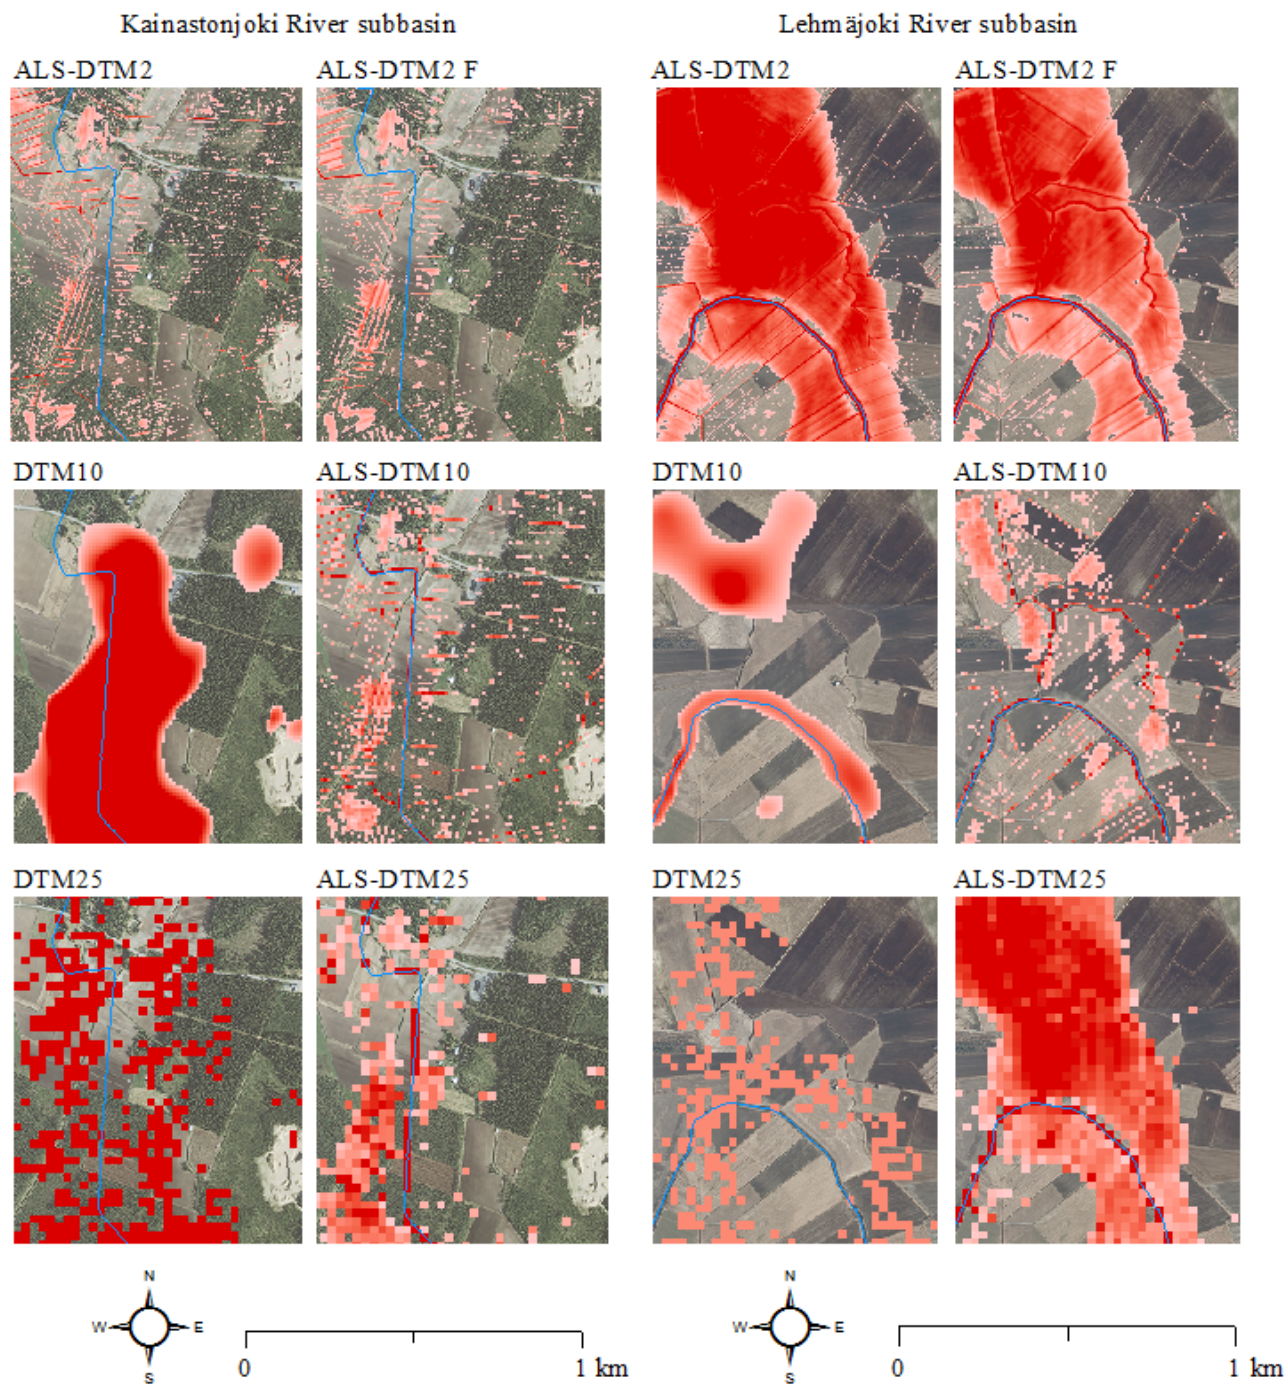 Kainastonjoki River subbasin
Lehmäjoki River subbasin
ALS-DTM2
ALS-DTM2 F
ALS-DTM2
ALS-DTM2 F
DTM10
ALS-DTM10
DTM10
ALS-DTM10
DTM25
ALS-DTM25
DTM25
ALS-DTM25
N
W E
S
0 1 km
N
W E
S
0 1 km